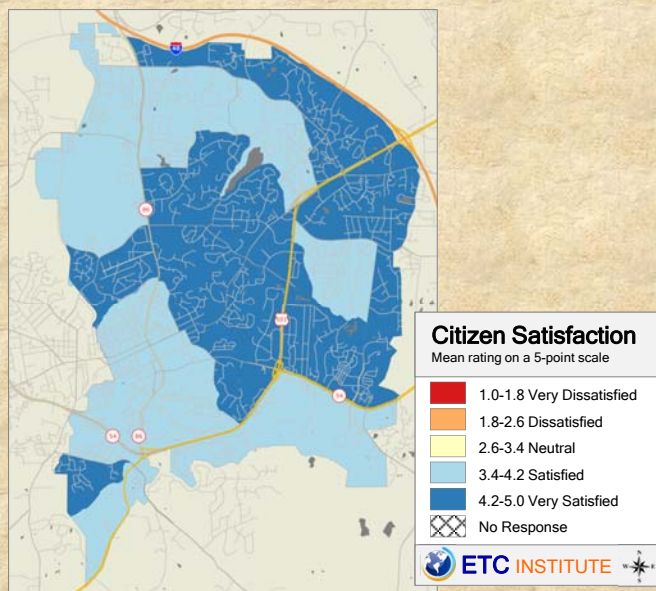 40
86
501
54
54
86
Citizen Satisfaction
Mean rating on a 5-point scale
1.0-1.8 Very Dissatisfied
1.8-2.6 Dissatisfied
2.6-3.4 Neutral
3.4-4.2 Satisfied
4.2-5.0 Very Satisfied
No Response
ETC INSTITUTE
N
W E
S